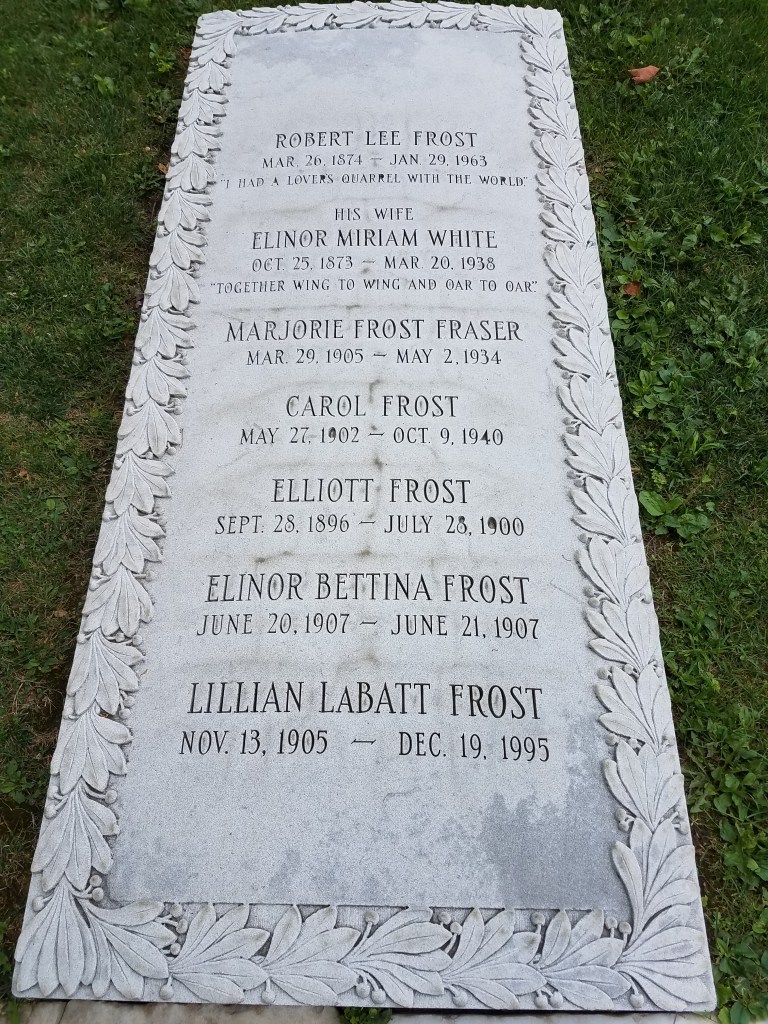 ROBERT LEE FROST
MAR. 26, 1874 – JAN. 29, 1963
"I HAD A LOVER'S QUARREL WITH THE WORLD."
HIS WIFE
ELINOR MIRIAM WHITE
OCT. 25, 1873 – MAR. 20, 1938
"TOGETHER WING TO WING AND OAR TO OAR."
MARJORIE FROST FRASER
MAR. 29, 1905 – MAY 2, 1934
CAROL FROST
MAY 27, 1902 – OCT. 9, 1940
ELLIOTT FROST
SEPT. 28, 1896 – JULY 28, 1900
ELINOR BETTINA FROST
JUNE 20, 1907 – JUNE 21, 1907
LILLIAN LABATT FROST
NOV. 13, 1905 – DEC. 19, 1995